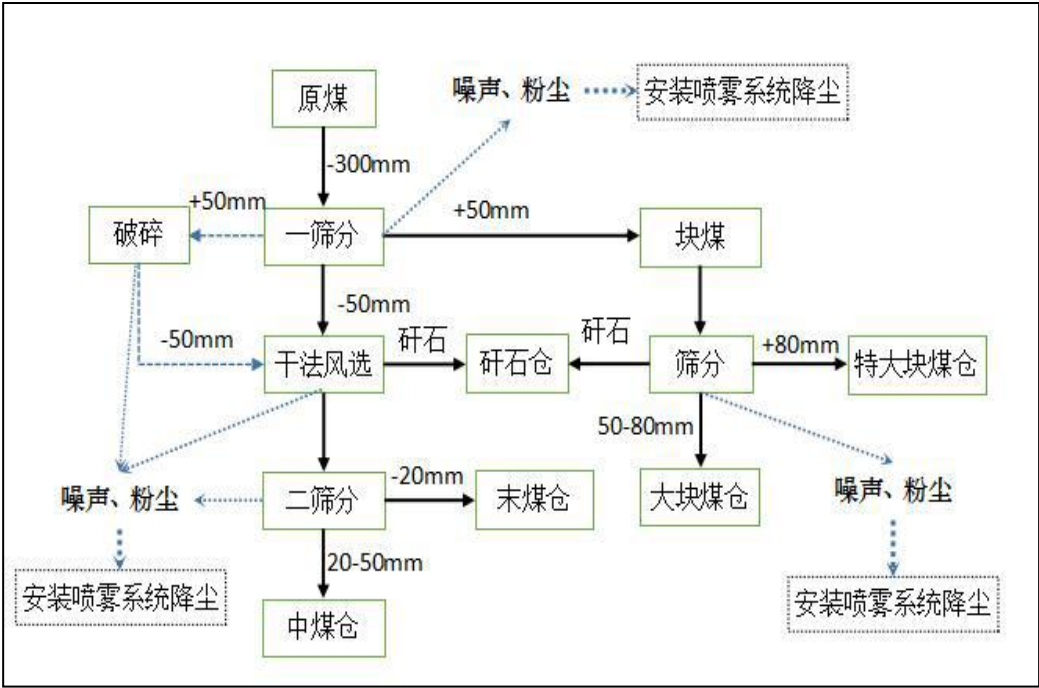 原煤
噪声、粉尘
安装喷雾系统降尘
-300mm
+50mm
+50mm
破碎
一筛分
块煤
-50mm
-50mm
矸石
矸石
+80mm
干法风选
矸石仓
筛分
特大块煤仓
50-80mm
-20mm
噪声、粉尘
二筛分
末煤仓
大块煤仓
噪声、粉尘
20-50mm
安装喷雾系统降尘
安装喷雾系统降尘
中煤仓